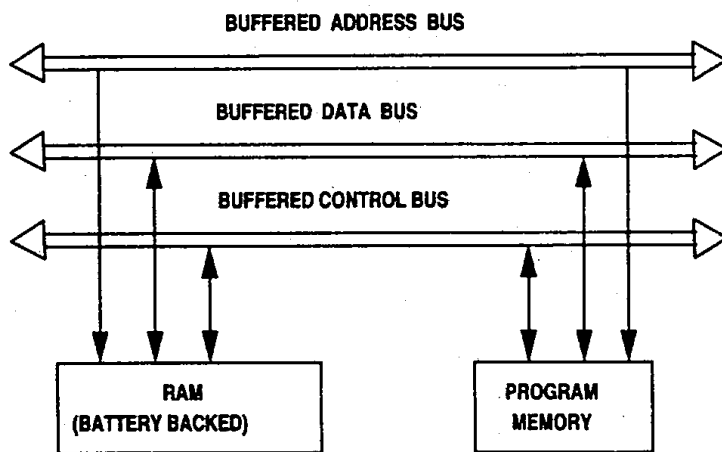 BUFFERED ADDRESS BUS
BUFFERED DATA BUS
BUFFERED CONTROL BUS
RAM
(BATTERY BACKED)
PROGRAM
MEMORY